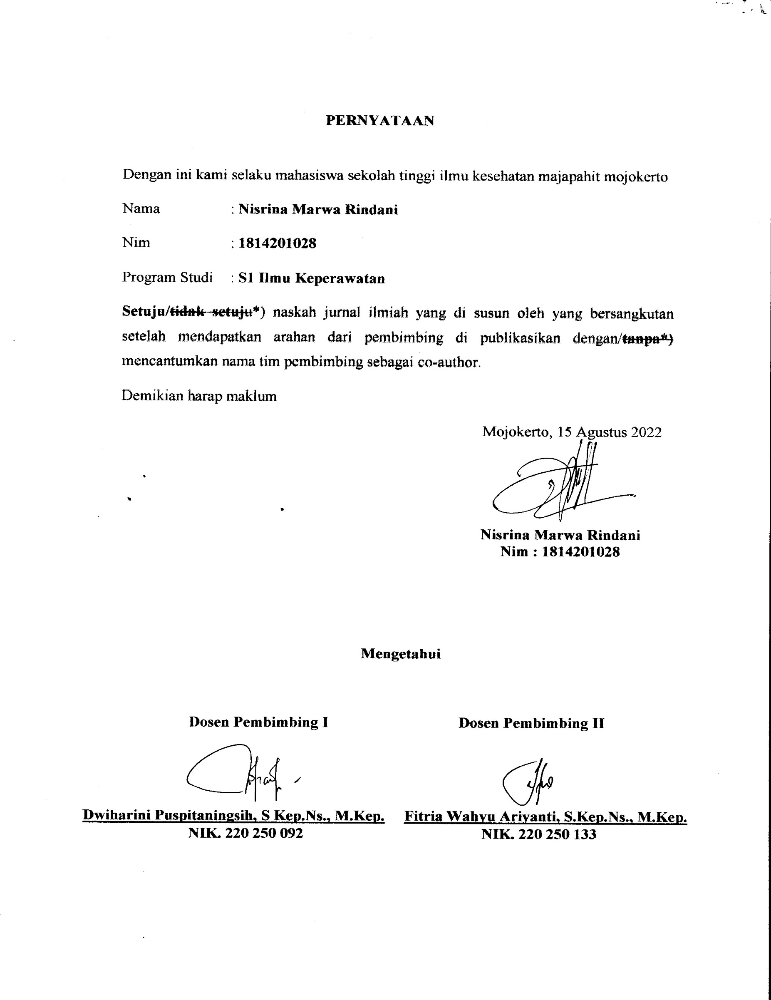 PERNYATAAN
Dengan ini kami selaku mahasiswa sekolah tinggi ilmu kesehatan majapahit mojokerto
Nama : Nisrina Marwa Rindani
Nim : 1814201028
Program Studi : S1 Ilmu Keperawatan
Setuju/tidak setuju*) naskah jurnal ilmiah yang di susun oleh yang bersangkutan
setelah mendapatkan arahan dari pembimbing di publikasikan dengan/tanpa*)
mencantumkan nama tim pembimbing sebagai co-author.
Demikian harap maklum
Mojokerto, 15 Agustus 2022
Nisrina Marwa Rindani
Nim : 1814201028
Mengetahui
Dosen Pembimbing I Dosen Pembimbing II
Dwiharini Puspitaningsih, S Kep.Ns., M.Kep. Fitria Wahyu Ariyanti, S.Kep.Ns., M.Kep.
NIK. 220 250 092 NIK. 220 250 133